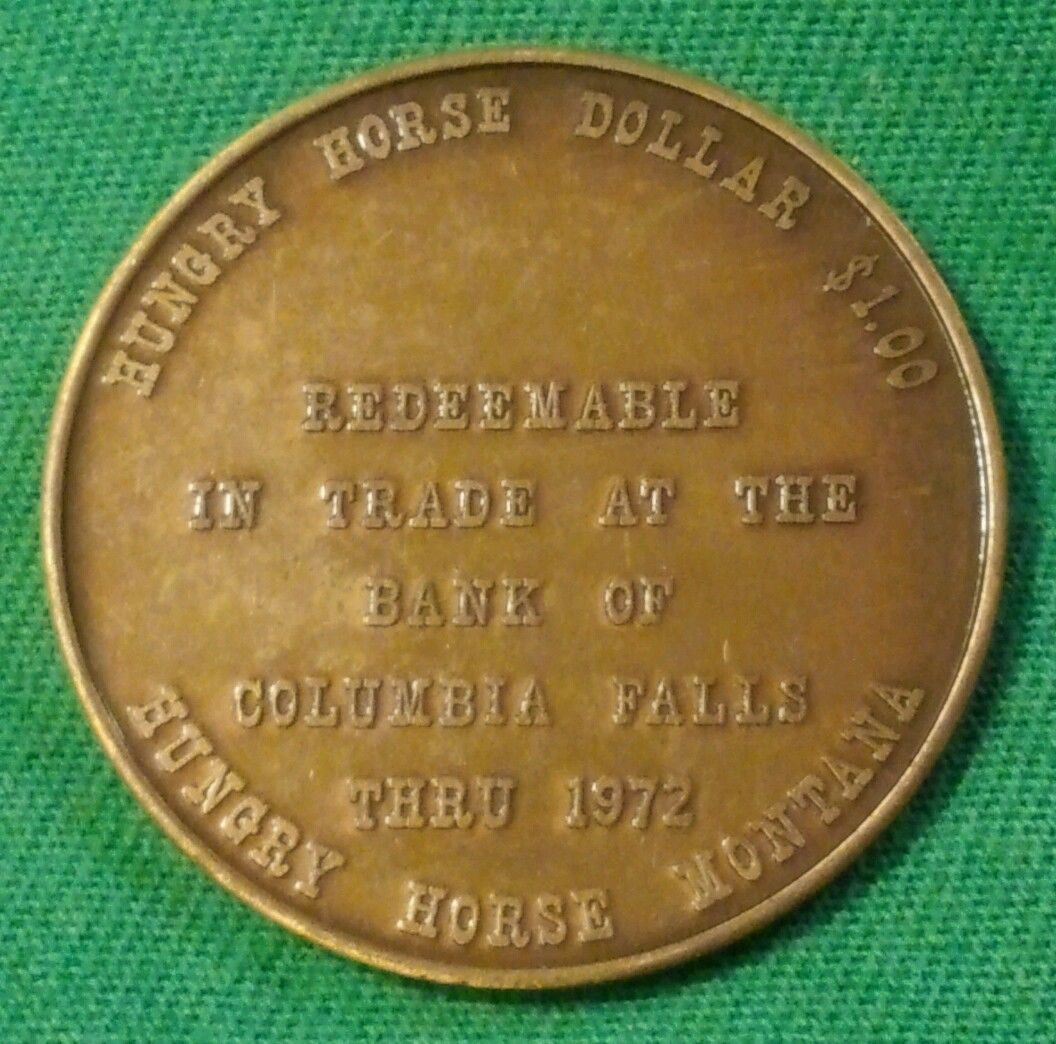 HUNGRY HORSE DOLLAR $1.00
REDEEMABLE
IN TRADE AT THE
BANK OF
COLUMBIA FALLS
THRU 1972
HUNGRY HORSE MONTANA